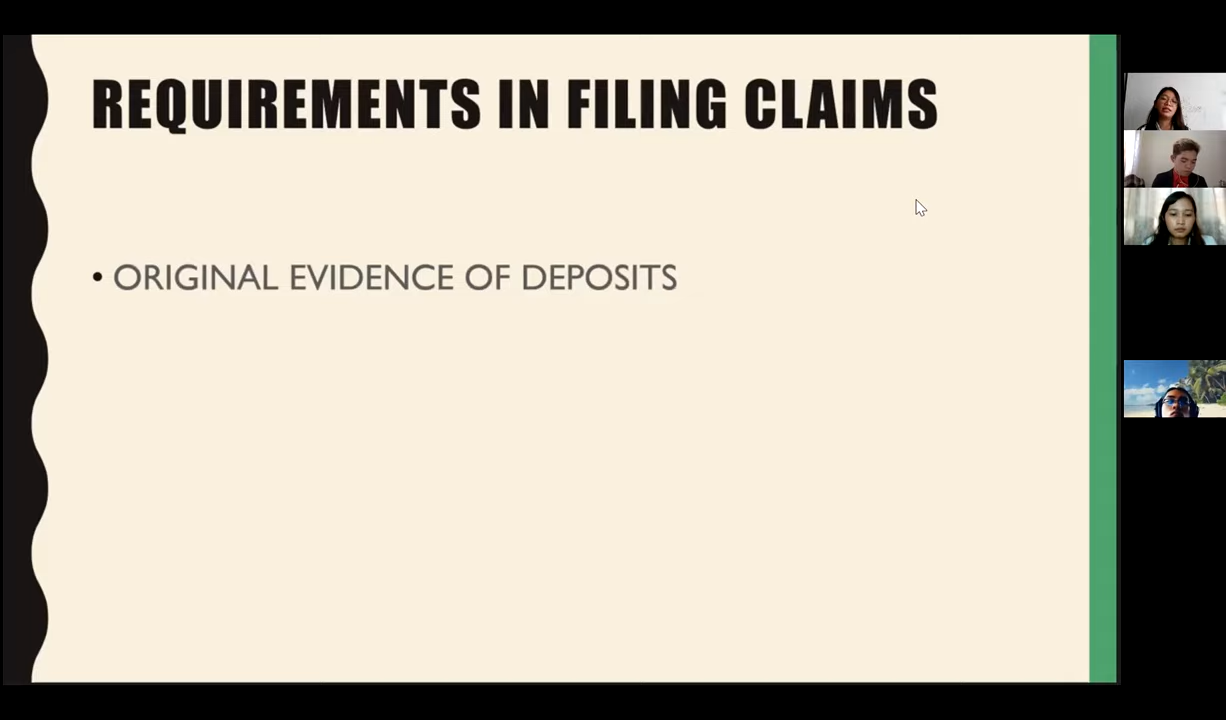 REQUIREMENTS IN FILING CLAIMS
• ORIGINAL EVIDENCE OF DEPOSITS